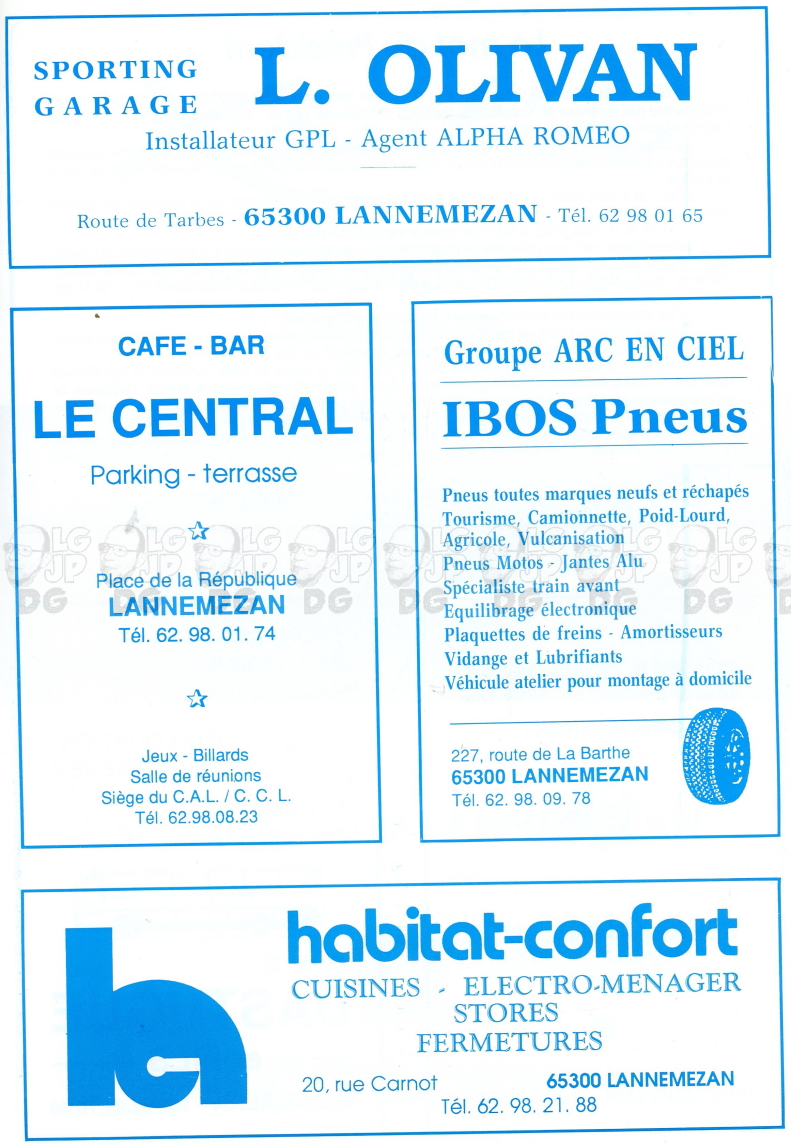 SPORTING
GARAGE
L. OLIVAN
Installateur GPL - Agent ALPHA ROMEO
Route de Tarbes - 65300 LANNEMEZAN - Tél. 62 98 01 65
CAFE - BAR
LE CENTRAL
Parking - terrasse
Place de la République
LANNEMEZAN
Tél. 62. 98. 01. 74
Jeux - Billards
Salle de réunions
Siège du C.A.L. / C. C. L.
Tél. 62.98.08.23
Groupe ARC EN CIEL
IBOS Pneus
Pneus toutes marques neufs et réchapés
Tourisme, Camionnette, Poid-Lourd,
Agricole, Vulcanisation
Pneus Motos - Jantes Alu
Spécialiste train avant
Equilibrage électronique
Plaquettes de freins - Amortisseurs
Vidange et Lubrifiants
Véhicule atelier pour montage à domicile
227, route de La Barthe
65300 LANNEMEZAN
Tél. 62. 98. 09. 78
habitat-confort
CUISINES - ELECTRO-MENAGER
STORES
FERMETURES
20, rue Carnot 65300 LANNEMEZAN
Tél. 62. 98. 21. 88
LG
JP
DG